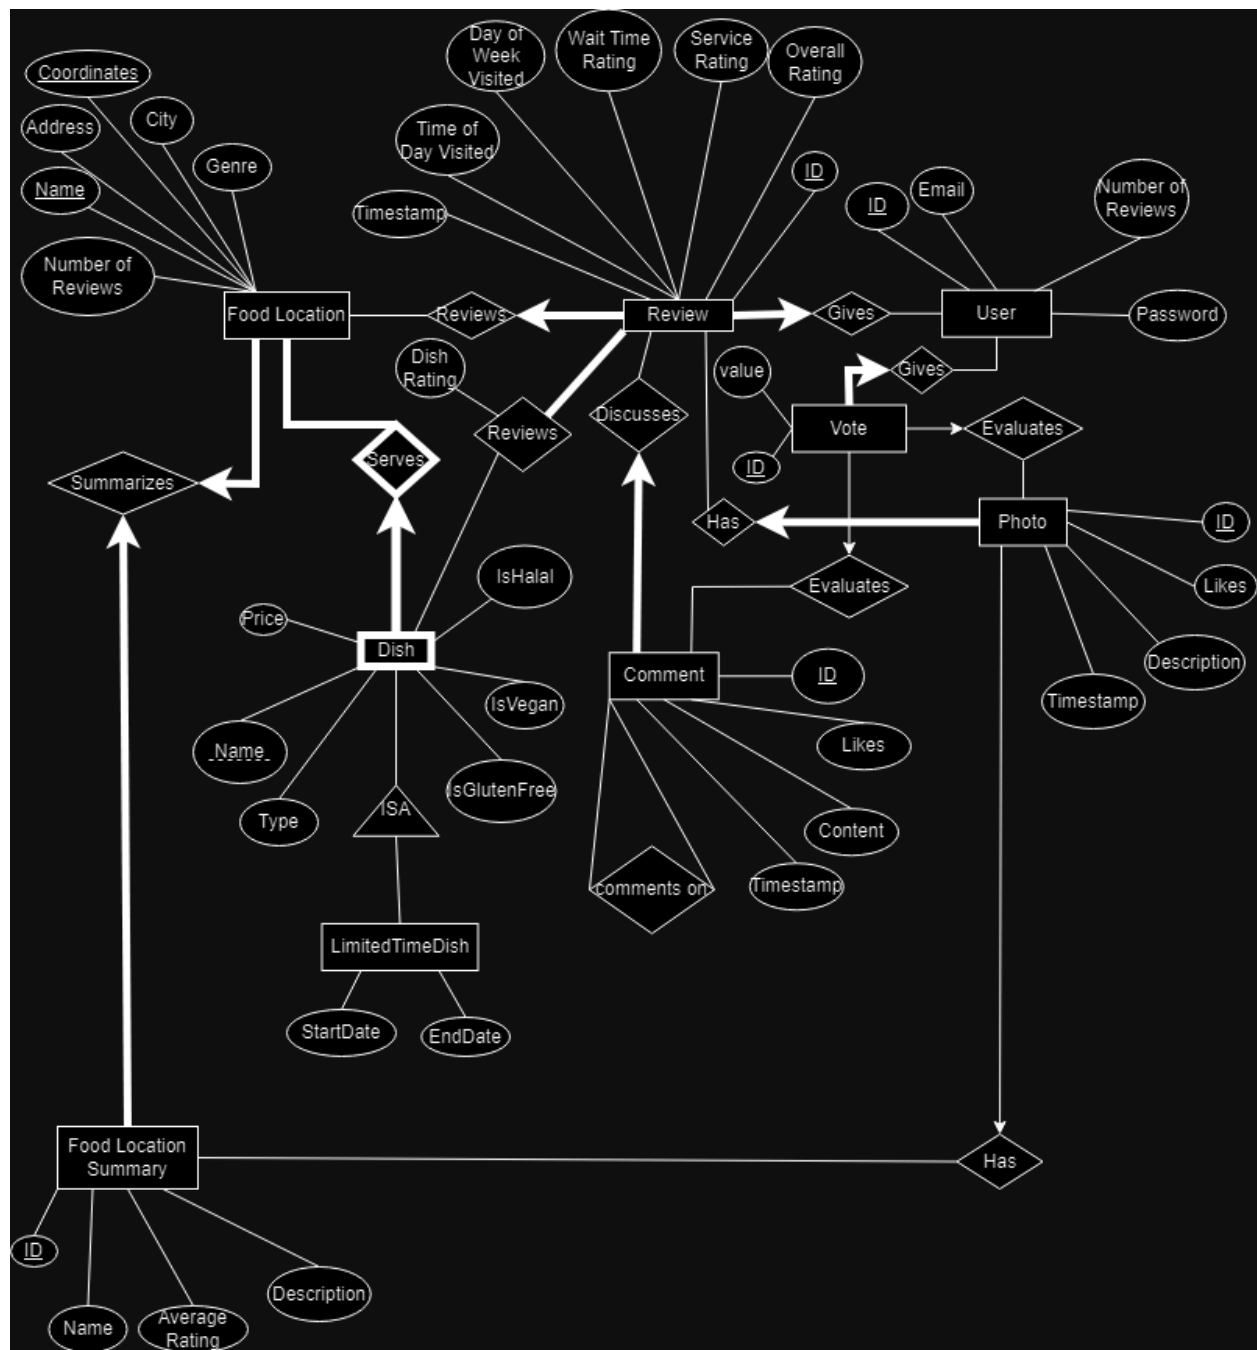 Day of
Week
Visited
Wait Time
Rating
Service
Rating
Overall
Rating
Coordinates
Address
City
Time of
Day Visited
Genre
Name
ID
ID
Email
Number of
Reviews
Timestamp
Number of
Reviews
Food Location
Reviews
Review
Gives
User
Password
Dish
Rating
value
Gives
Discusses
Reviews
Vote
Evaluates
Serves
ID
Summarizes
Has
Photo
ID
IsHalal
Evaluates
Likes
Price
Dish
Comment
ID
Description
IsVegan
Timestamp
Name
Likes
IsGlutenFree
Type
ISA
Content
comments on
Timestamp
LimitedTimeDish
StartDate
EndDate
Food Location
Summary
Has
ID
Description
Name
Average
Rating